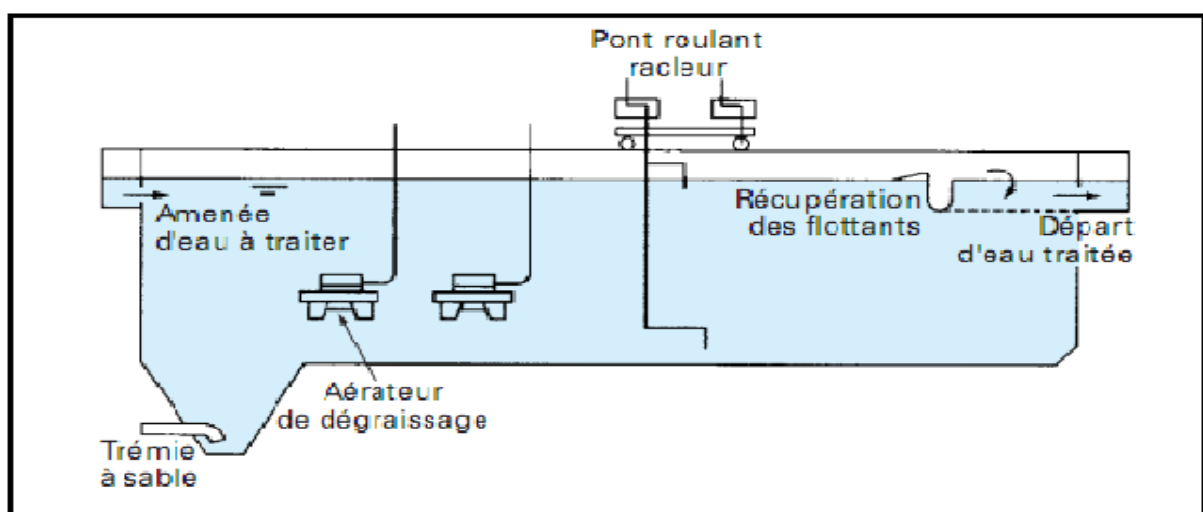 Pont roulant
racleur
Amenée
d'eau à traiter
Récupération
des flottants
Départ
d'eau traitée
Aérateur
de dégraissage
Trémie
à sable